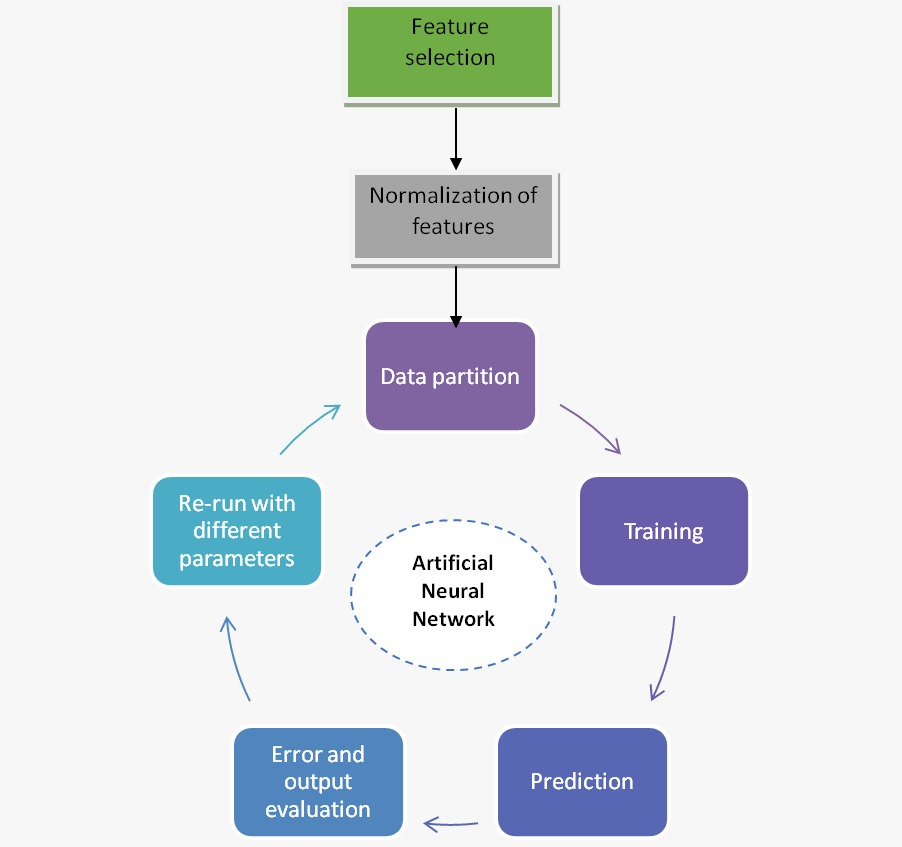 Feature
selection
Normalization of
features
Data partition
Training
Re-run with
different
parameters
Artificial
Neural
Network
Prediction
Error and
output
evaluation